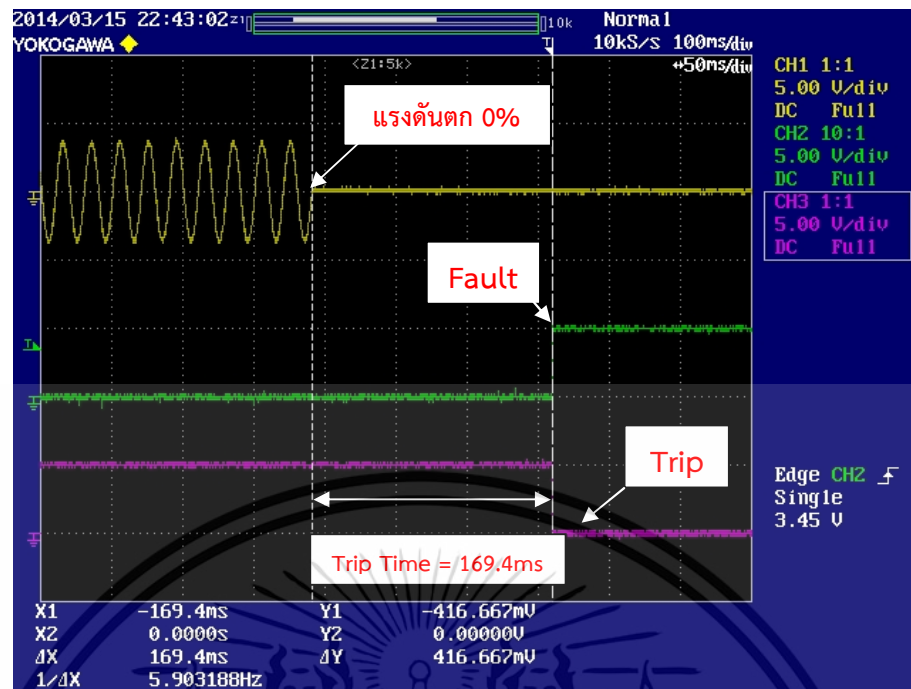 2014/03/15 22:43:02
10k
Normal
YOKOGAWA
10kS/s 100ms/div
<Z1:5k>
↔50ms/div
CH1 1:1
5.00 V/div
DC Full
CH2 10:1
5.00 V/div
DC Full
CH3 1:1
5.00 V/div
DC Full
แรงดันตก 0%
Fault
Trip
Edge CH2
Single
3.45 V
Trip Time = 169.4ms
X1 -169.4ms Y1 -416.667mV
X2 0.0000s Y2 0.00000V
ΔX 169.4ms ΔY 416.667mV
1/ΔX 5.903188Hz